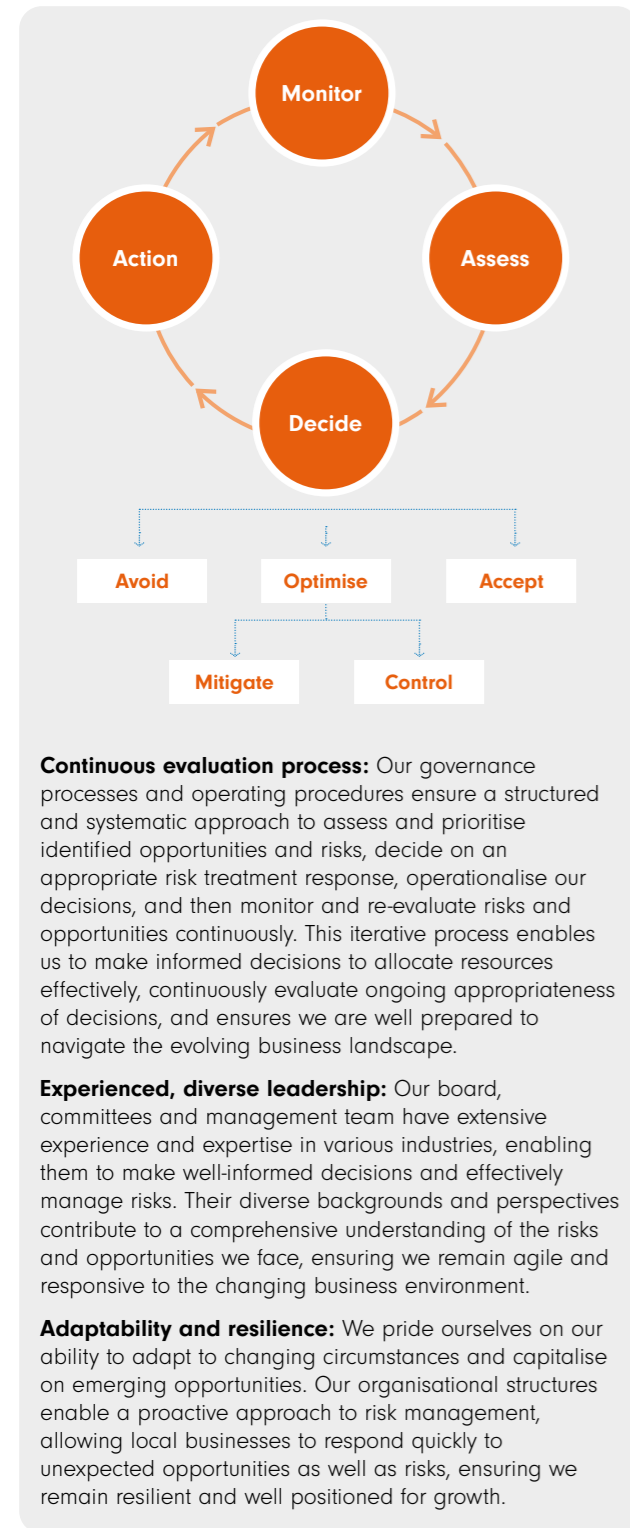 Monitor
Action
Assess
Decide
Avoid
Optimise
Accept
Mitigate
Control
Continuous evaluation process: Our governance
processes and operating procedures ensure a structured
and systematic approach to assess and prioritise
identified opportunities and risks, decide on an
appropriate risk treatment response, operationalise our
decisions, and then monitor and re-evaluate risks and
opportunities continuously. This iterative process enables
us to make informed decisions to allocate resources
effectively, continuously evaluate ongoing appropriateness
of decisions, and ensures we are well prepared to
navigate the evolving business landscape.
Experienced, diverse leadership: Our board,
committees and management team have extensive
experience and expertise in various industries, enabling
them to make well-informed decisions and effectively
manage risks. Their diverse backgrounds and perspectives
contribute to a comprehensive understanding of the risks
and opportunities we face, ensuring we remain agile and
responsive to the changing business environment.
Adaptability and resilience: We pride ourselves on our
ability to adapt to changing circumstances and capitalise
on emerging opportunities. Our organisational structures
enable a proactive approach to risk management,
allowing local businesses to respond quickly to
unexpected opportunities as well as risks, ensuring we
remain resilient and well positioned for growth.